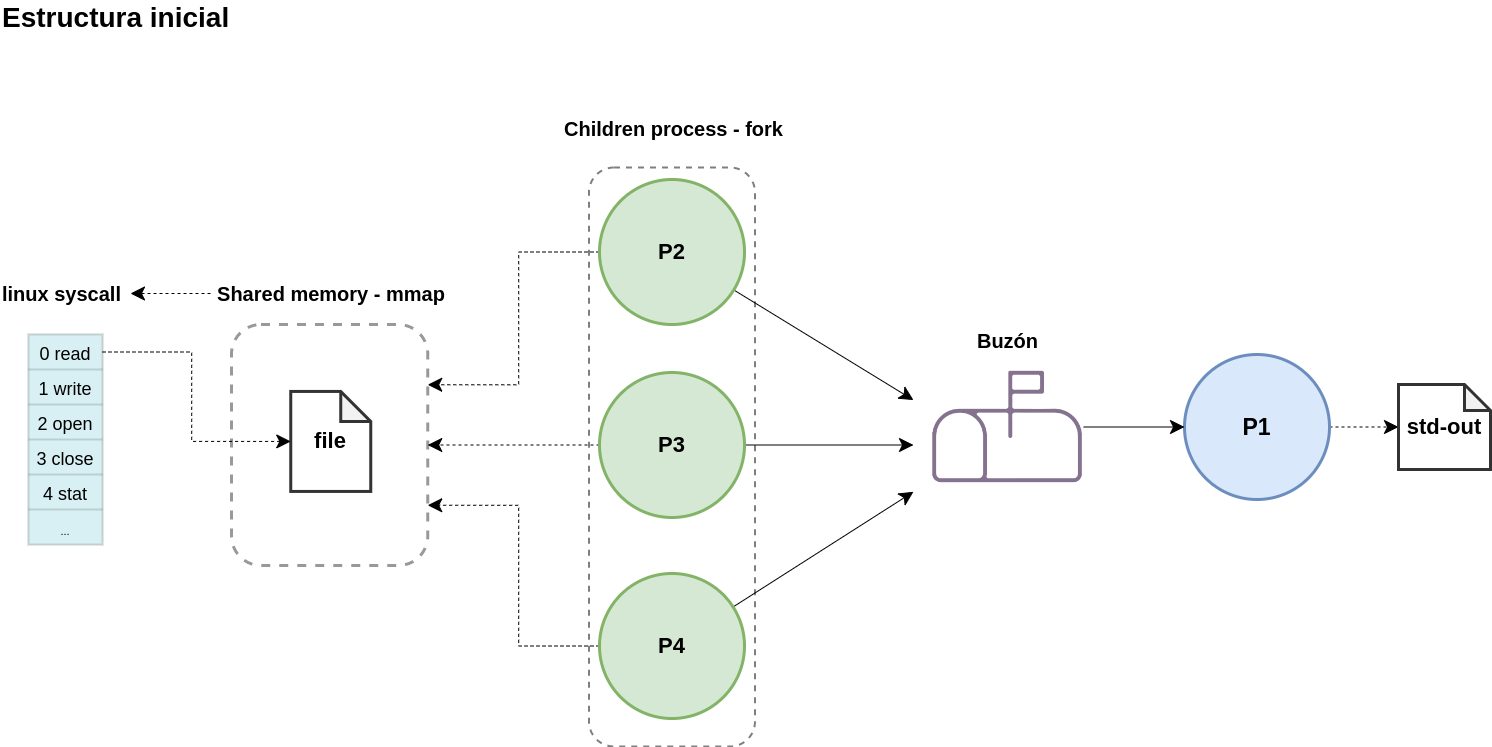 Estructura inicial
Children process - fork
P2
linux syscall
Shared memory - mmap
0 read
1 write
2 open
3 close
4 stat
...
file
P3
P4
Buzón
P1
std-out